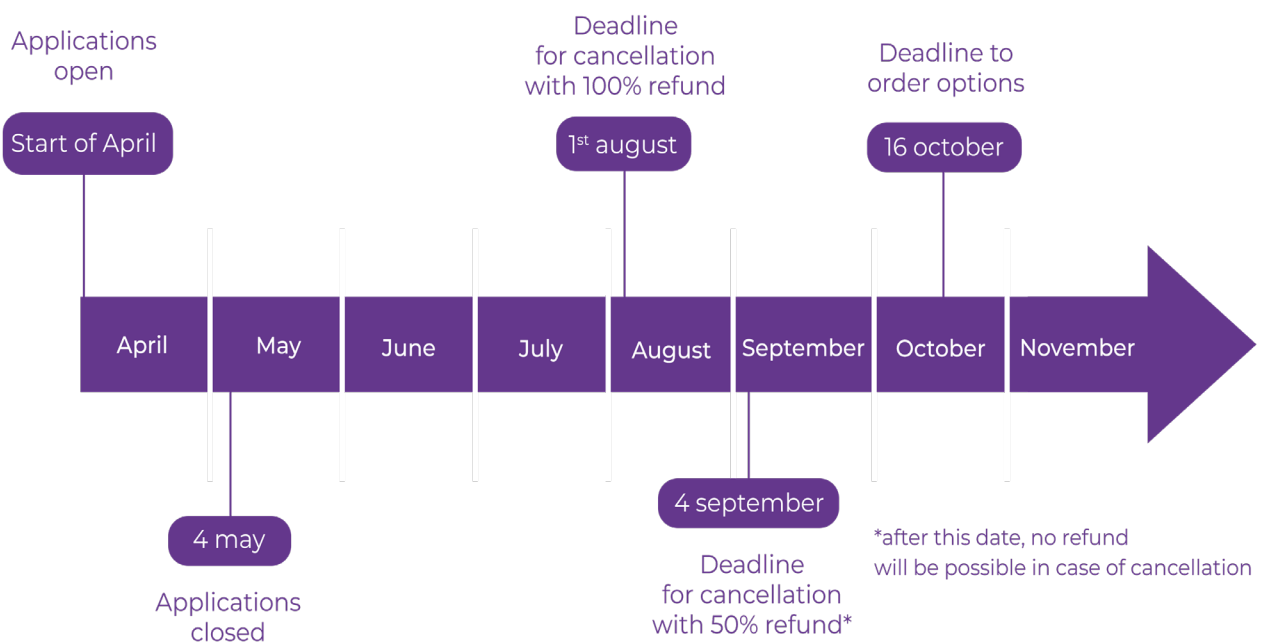 Applications
open
Start of April
Deadline
for cancellation
with 100% refund
1st august
Deadline to
order options
16 october
April
May
June
July
August
September
October
November
4 may
Applications
closed
4 september
Deadline
for cancellation
with 50% refund*
*after this date, no refund
will be possible in case of cancellation